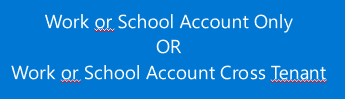 Work or School Account Only
OR
Work or School Account Cross Tenant